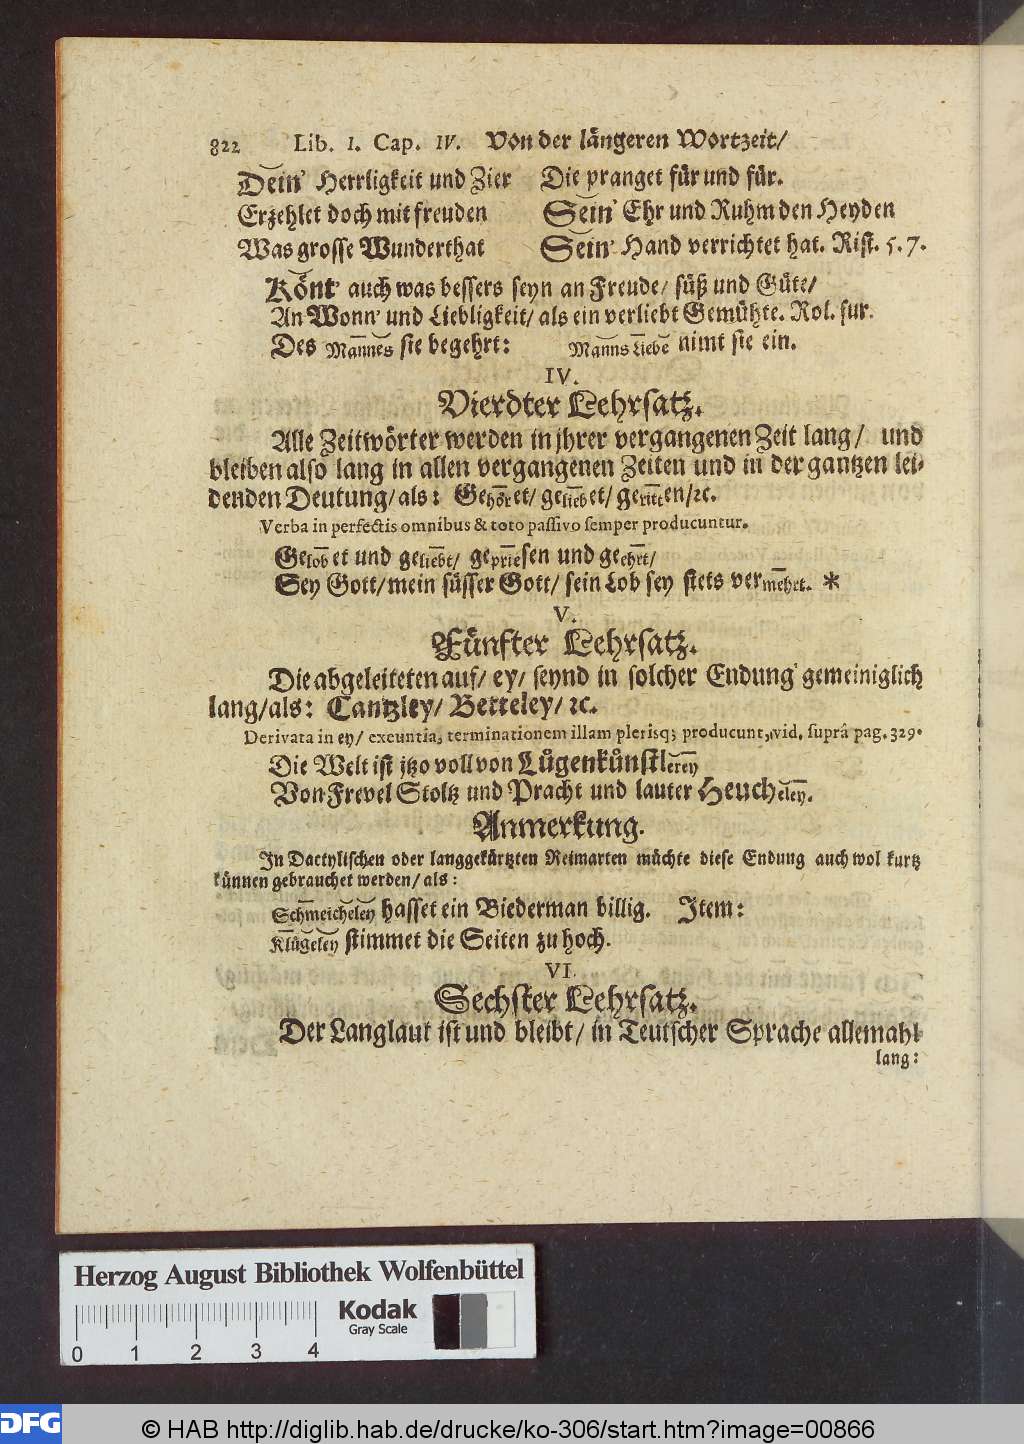 822 Lib. I. Cap. IV. Von der längeren Wortzeit/
Dein' Herrligkeit und Zier Die pranget für und für.
Erzehlet doch mit freuden Sein' Ehr und Ruhm den Heyden
Was grosse Wunderthat Sein' Hand verrichtet hat. Rist. 5. 7.
Könt' auch was bessers seyn an Freude/ süß und Güte/
An Wonn' und Liebligkeit/ als ein verliebt Gemühte. Rol. fur.
Des Mannes sie begehrt: Manns Liebe nimt sie ein.
IV.
Vierdter Lehrsatz.
Alle Zeitwörter werden in jhrer vergangenen Zeit lang/ und
bleiben also lang in allen vergangenen Zeiten und in der gantzen lei-
denden Deutung/ als: Gehöret/ geliebet/ geritten/ ꝛc.
Verba in perfectis omnibus & toto passivo semper producuntur.
Gelobet und geliebt/ gepriesen und geehrt/
Sey Gott/ mein süsser Gott/ sein Lob sey stets vermehrt. *
V.
Fünfter Lehrsatz.
Die abgeleiteten auf/ ey/ seynd in solcher Endung gemeiniglich
lang/ als: Cantzley/ Betteley/ ꝛc.
Derivata in ey/ exeuntia, terminationem illam plerisq; producunt, vid. suprâ pag. 329.
Die Welt ist jtzo voll von Lügenkünstlerey
Von Frevel Stoltz und Pracht und lauter Heucheley.
Anmerkung.
In Dactylischen oder langgekürtzten Reimarten müchte diese Endung auch wol kurtz
künnen gebrauchet werden/ als:
Schmeicheley hasset ein Biederman billig. Item:
Klügeley stimmet die Seiten zu hoch.
VI.
Sechster Lehrsatz.
Der Langlaut ist und bleibt/ in Teutscher Sprache allemahl
lang:
Herzog August Bibliothek Wolfenbüttel
Kodak
Gray Scale
0 1 2 3 4
DFG © HAB http://diglib.hab.de/drucke/ko-306/start.htm?image=00866